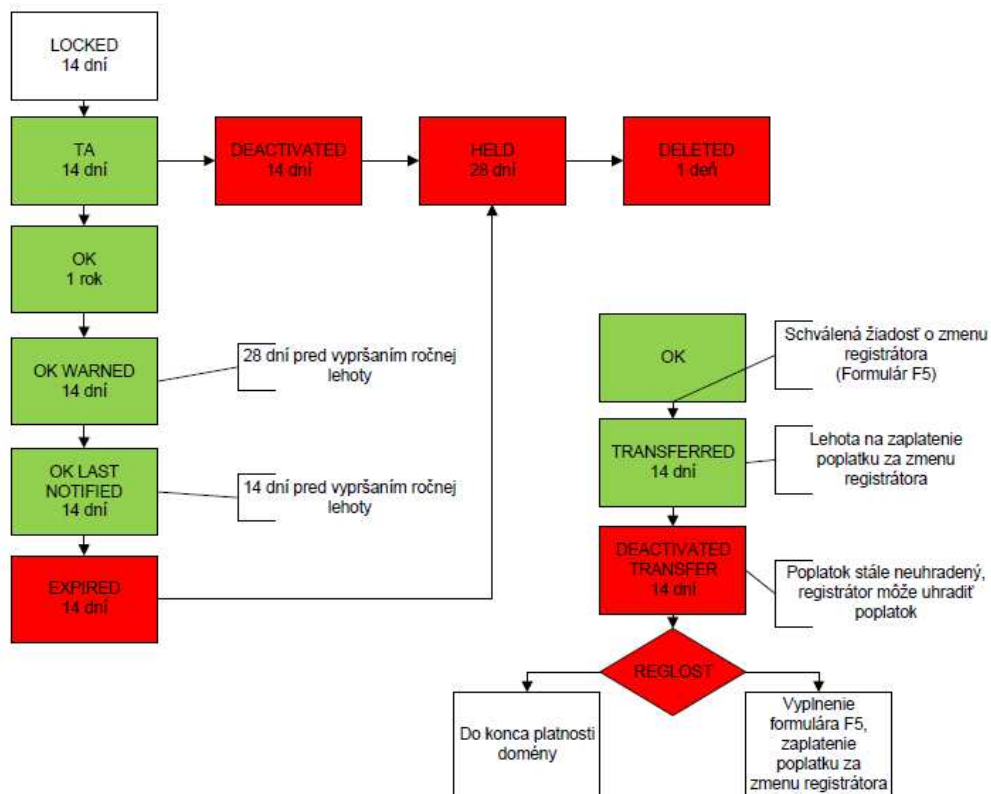 LOCKED
14 dní
TA
14 dní
DEACTIVATED
14 dní
HELD
28 dní
DELETED
1 deň
OK
1 rok
OK WARNED
14 dní
28 dní pred vypršaním ročnej
lehoty
OK LAST
NOTIFIED
14 dní
14 dní pred vypršaním ročnej
lehoty
EXPIRED
14 dní
OK
Schválená žiadosť o zmenu
registrátora
(Formulár F5)
TRANSFERRED
14 dní
Lehota na zaplatenie
poplatku za zmenu
registrátora
DEACTIVATED
TRANSFER
14 dní
Poplatok stále neuhradený,
registrátor môže uhradiť
poplatok
REGLOST
Do konca platnosti
domény
Vyplnenie
formulára F5,
zaplatenie
poplatku za
zmenu registrátora